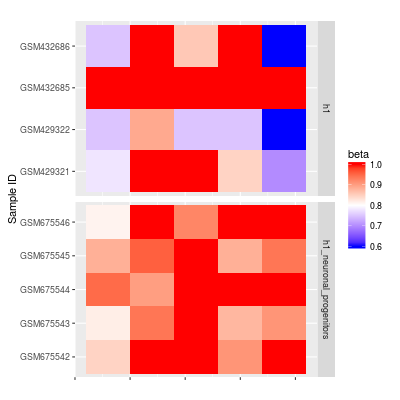 GSM432686
GSM432685
GSM429322
GSM429321
h1
GSM675546
GSM675545
GSM675544
GSM675543
GSM675542
h1_neuronal_progenitors
Sample ID
beta
1.0
0.9
0.8
0.7
0.6